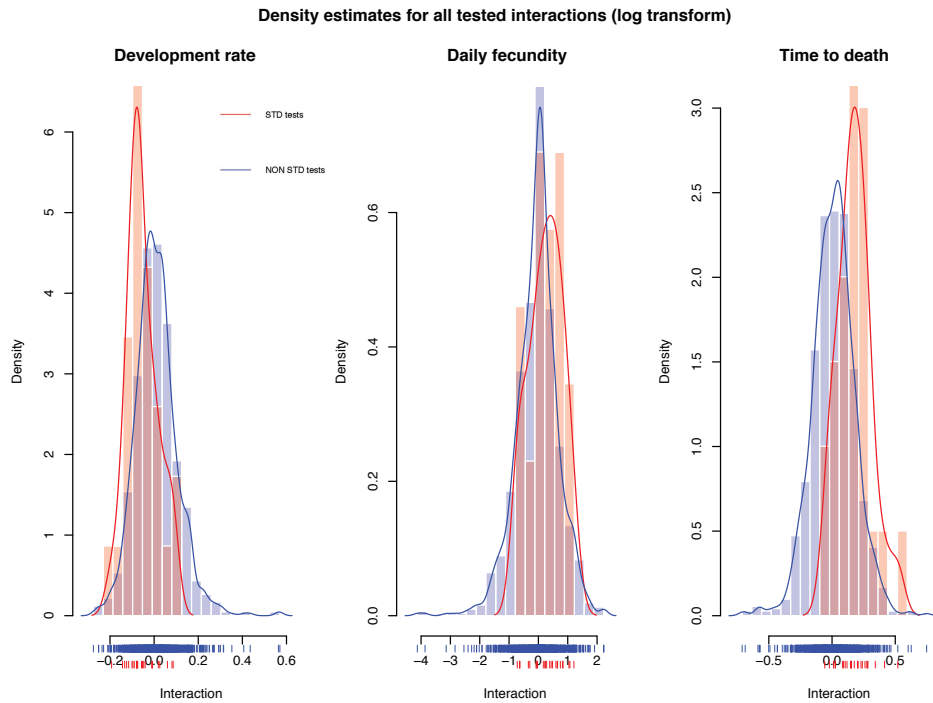 Density estimates for all tested interactions (log transform)
Development rate
Daily fecundity
Time to death
STD tests
NON STD tests
Density
0
1
2
3
4
5
6
−0.2
0.0
0.2
0.4
0.6
Interaction
Density
0.0
0.2
0.4
0.6
−4
−3
−2
−1
0
1
2
Interaction
Density
0.0
0.5
1.0
1.5
2.0
2.5
3.0
−0.5
0.0
0.5
Interaction